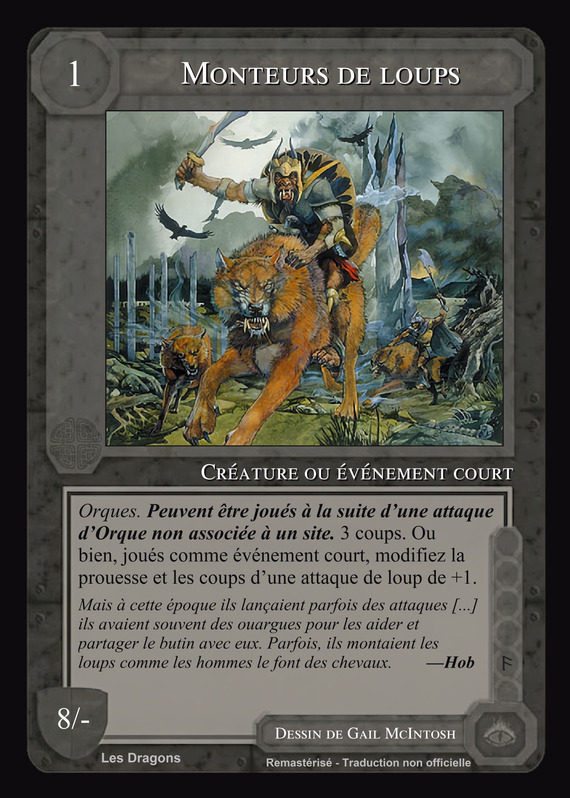 1
MONTEURS DE LOUPS
CRÉATURE OU ÉVÉNEMENT COURT
Orques. Peuvent être joués à la suite d’une attaque
d’Orque non associée à un site. 3 coups. Ou
bien, joués comme événement court, modifiez la
prouesse et les coups d’une attaque de loup de +1.
Mais à cette époque ils lançaient parfois des attaques [...]
ils avaient souvent des ouargues pour les aider et
partager le butin avec eux. Parfois, ils montaient les
loups comme les hommes le font des chevaux. —Hob
8/-
DESSIN DE GAIL MCINTOSH
Les Dragons
Remastérisé - Traduction non officielle